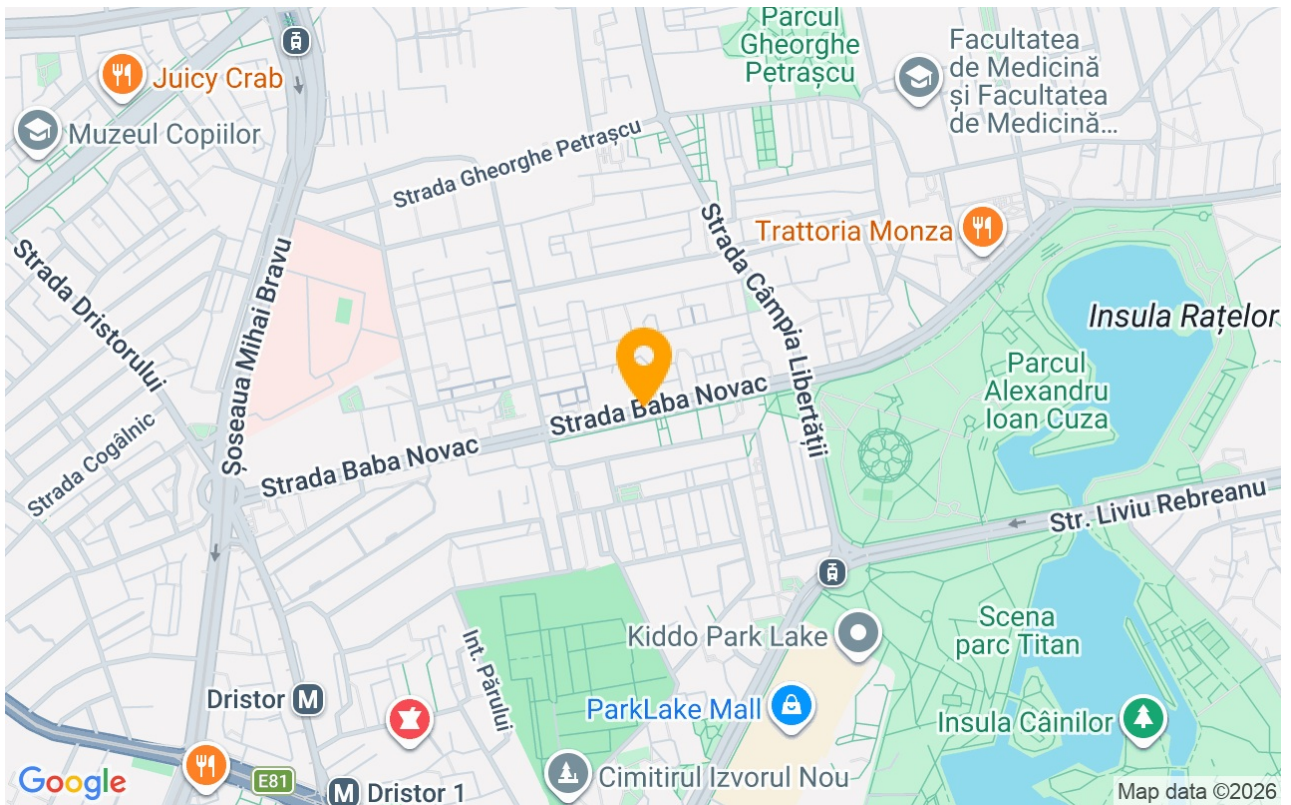 Parcul
Gheorghe
Petrașcu
Facultatea
de Medicină
și Facultatea
de Medicină...
Juicy Crab
Muzeul Copiilor
Strada Gheorghe Petrașcu
Strada Dristorului
Șoseaua Mihai Bravu
Strada Câmpia Libertății
Trattoria Monza
Insula Rațelor
Parcul
Alexandru
Ioan Cuza
Strada Baba Novac
Strada Baba Novac
Strada Cogâlnic
Str. Liviu Rebreanu
Scena
parc Titan
Kiddo Park Lake
Int. Părului
Dristor M
ParkLake Mall
Insula Câinilor
Cimitirul Izvorul Nou
Google
E81
M Dristor 1
Map data ©2026